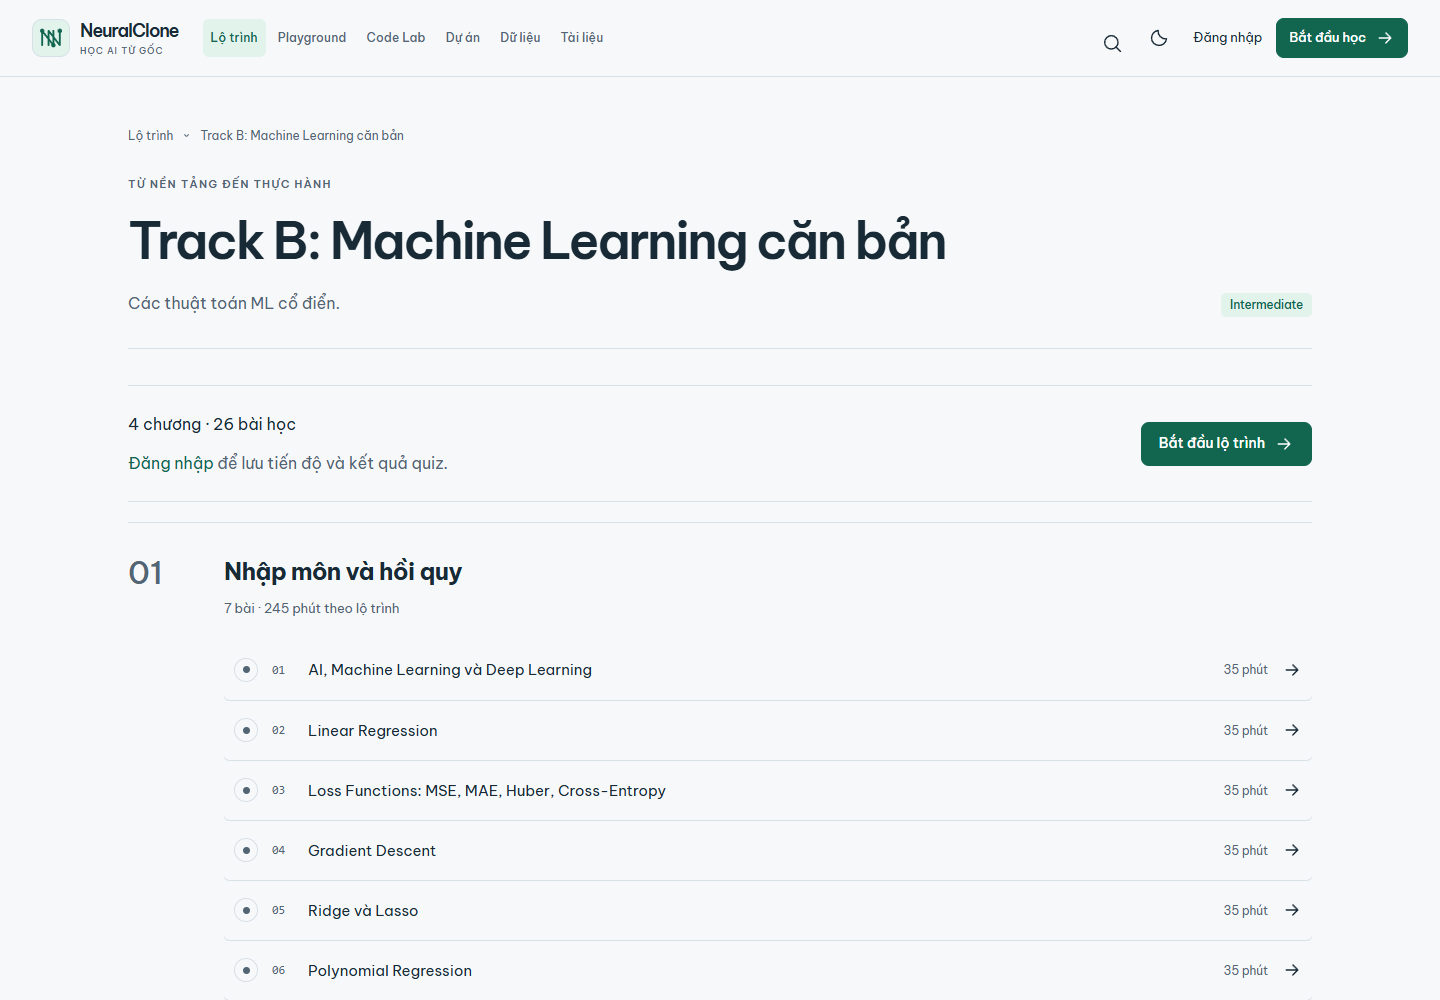 NeuralClone
HỌC AI TỪ GỐC
Lộ trình
Playground
Code Lab
Dự án
Dữ liệu
Tài liệu
Đăng nhập
Bắt đầu học
Lộ trình
Track B: Machine Learning căn bản
TỪ NỀN TẢNG ĐẾN THỰC HÀNH
Track B: Machine Learning căn bản
Các thuật toán ML cổ điển.
Intermediate
4 chương · 26 bài học
Đăng nhập để lưu tiến độ và kết quả quiz.
Bắt đầu lộ trình
01
Nhập môn và hồi quy
7 bài · 245 phút theo lộ trình
01 AI, Machine Learning và Deep Learning 35 phút
02 Linear Regression 35 phút
03 Loss Functions: MSE, MAE, Huber, Cross-Entropy 35 phút
04 Gradient Descent 35 phút
05 Ridge và Lasso 35 phút
06 Polynomial Regression 35 phút